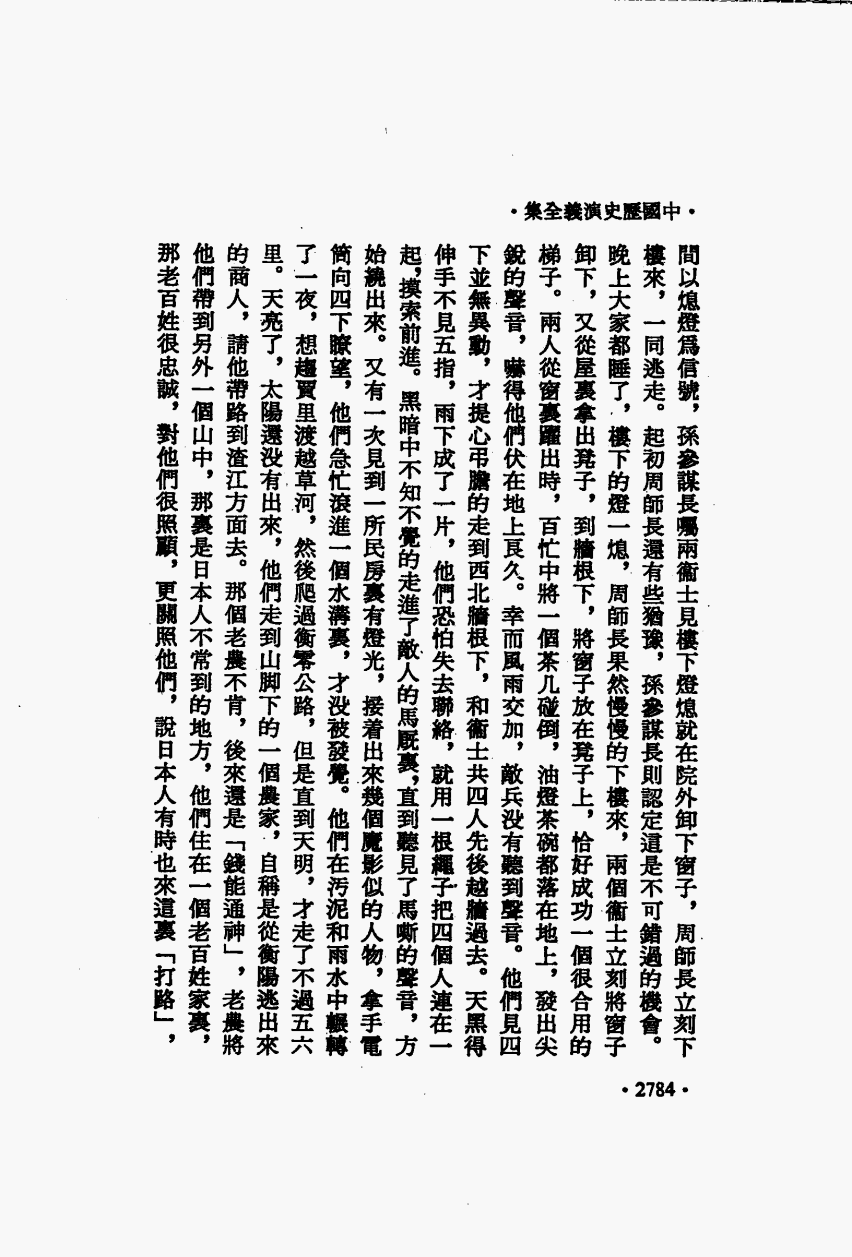 •中國歷史演義全集•
間以熄燈爲信號，孫參謀長囑兩衞士見樓下燈熄就在院外卸下窗子，周師長立刻下
樓來，一同逃走。起初周師長還有些猶豫，孫參謀長則認定這是不可錯過的機會。
晚上大家都睡了，樓下的燈一熄，周師長果然慢慢的下樓來，兩個衞士立刻將窗子
卸下，又從屋裏拿出凳子，到牆根下，將窗子放在凳子上，恰好成功一個很合用的
梯子。兩人從窗裏躍出時，百忙中將一個茶几碰倒，油燈茶碗都落在地上，發出尖
銳的聲音，嚇得他們伏在地上良久。幸而風雨交加，敵兵沒有聽到聲音。他們見四
下並無異動，才提心弔膽的走到西北牆根下，和衞士共四人先後越牆過去。天黑得
伸手不見五指，雨下成了一片，他們恐怕失去聯絡，就用一根繩子把四個人連在一
起，摸索前進。黑暗中不知不覺的走進了敵人的馬厩裏，直到聽見了馬嘶的聲音，方
始繞出來。又有一次見到一所民房裏有燈光，接着出來幾個魔影似的人物，拿手電
筒向四下瞭望，他們急忙滾進一個水溝裏，才沒被發覺。他們在汚泥和雨水中輾轉
了一夜，想趨賈里渡越草河，然後爬過衡零公路，但是直到天明，才走了不過五六
里。天亮了，太陽還沒有出來，他們走到山脚下的一個農家，自稱是從衡陽逃出來
的商人，請他帶路到渣江方面去。那個老農不肯，後來還是「錢能通神」，老農將
他們帶到另外一個山中，那裏是日本人不常到的地方，他們住在一個老百姓家裏，
那老百姓很忠誠，對他們很照顧，更關照他們，說日本人有時也來這裏「打路」，
•2784•